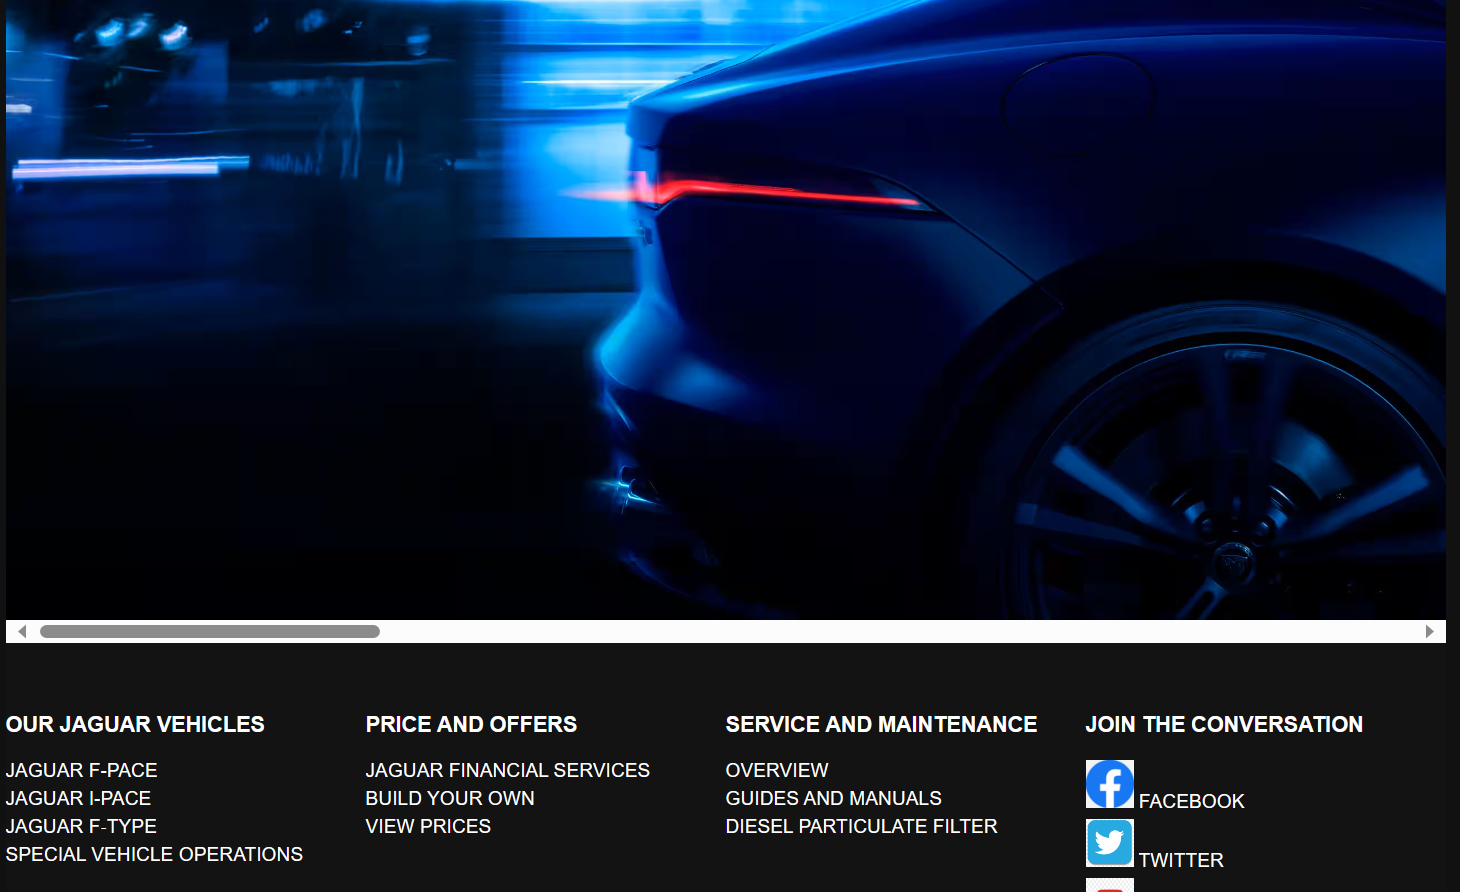 OUR JAGUAR VEHICLES
JAGUAR F-PACE
JAGUAR I-PACE
JAGUAR F-TYPE
SPECIAL VEHICLE OPERATIONS
PRICE AND OFFERS
JAGUAR FINANCIAL SERVICES
BUILD YOUR OWN
VIEW PRICES
SERVICE AND MAINTENANCE
OVERVIEW
GUIDES AND MANUALS
DIESEL PARTICULATE FILTER
JOIN THE CONVERSATION
FACEBOOK
TWITTER